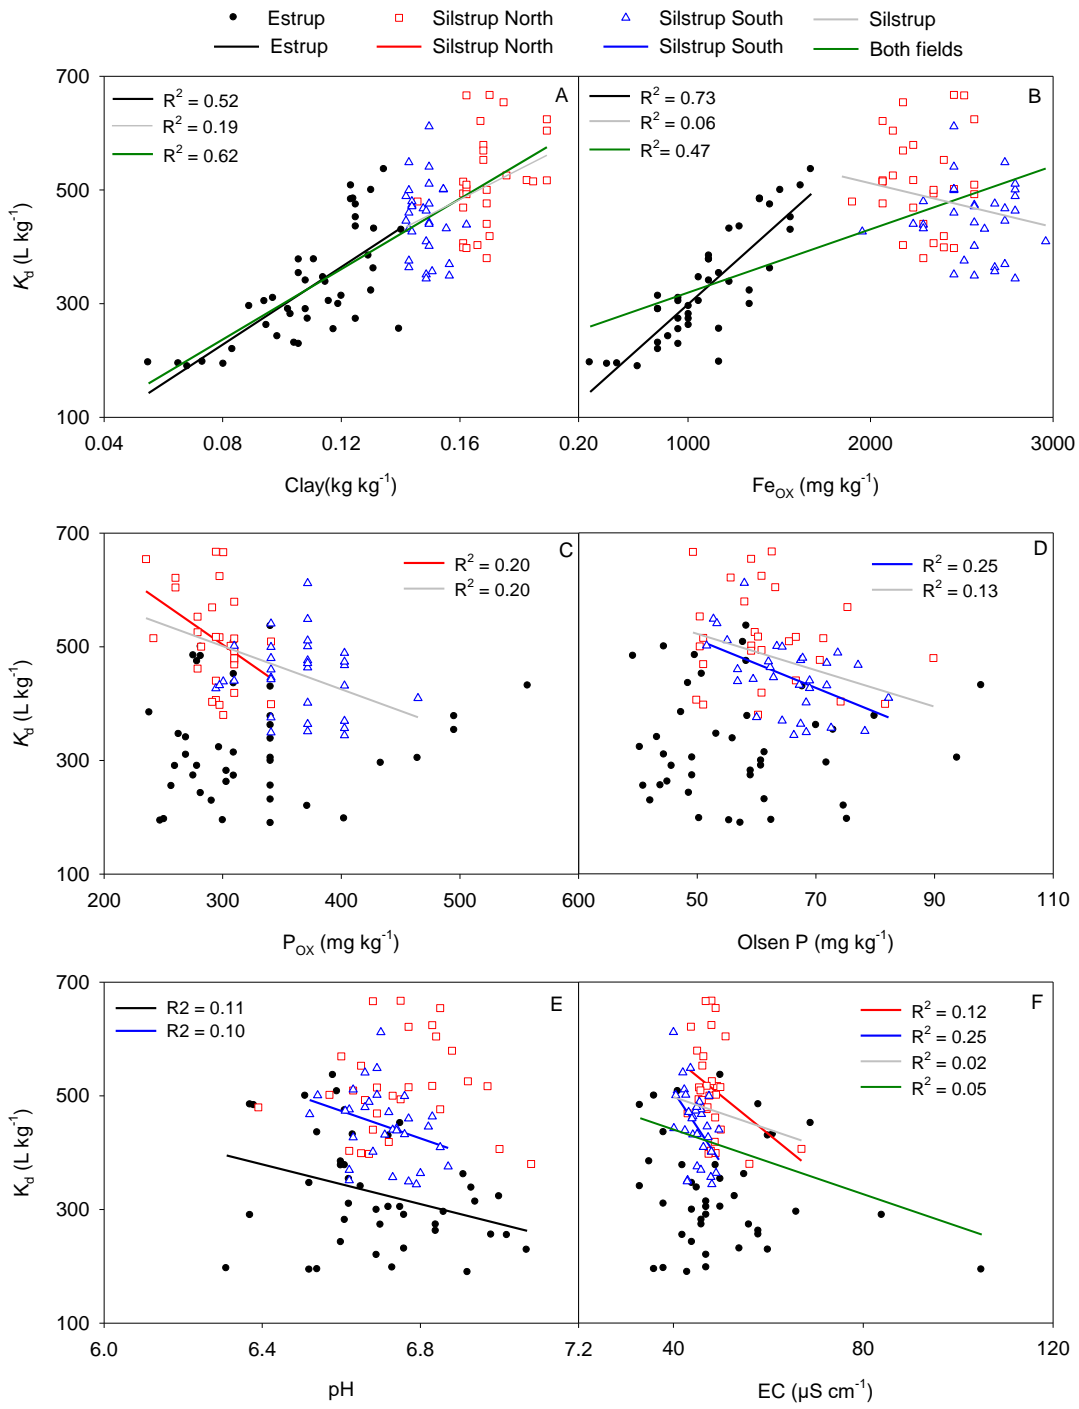 Estrup Silstrup North Silstrup South Silstrup
Estrup Silstrup North Silstrup South Both fields
700
A
B
R² = 0.52
R² = 0.73
R² = 0.19
R² = 0.06
R² = 0.62
R²= 0.47
500
300
100
K_d (L kg⁻¹)
0.04 0.08 0.12 0.16 0.20 1000 2000 3000
Clay(kg kg⁻¹) Fe_OX (mg kg⁻¹)
700
C
D
R² = 0.20
R² = 0.25
R² = 0.20
R² = 0.13
500
300
100
K_d (L kg⁻¹)
200 300 400 500 600 50 70 90 110
P_OX (mg kg⁻¹) Olsen P (mg kg⁻¹)
700
E
F
R2 = 0.11
R² = 0.12
R2 = 0.10
R² = 0.25
R² = 0.02
R² = 0.05
500
300
100
K_d (L kg⁻¹)
6.0 6.4 6.8 7.2 40 80 120
pH EC (µS cm⁻¹)